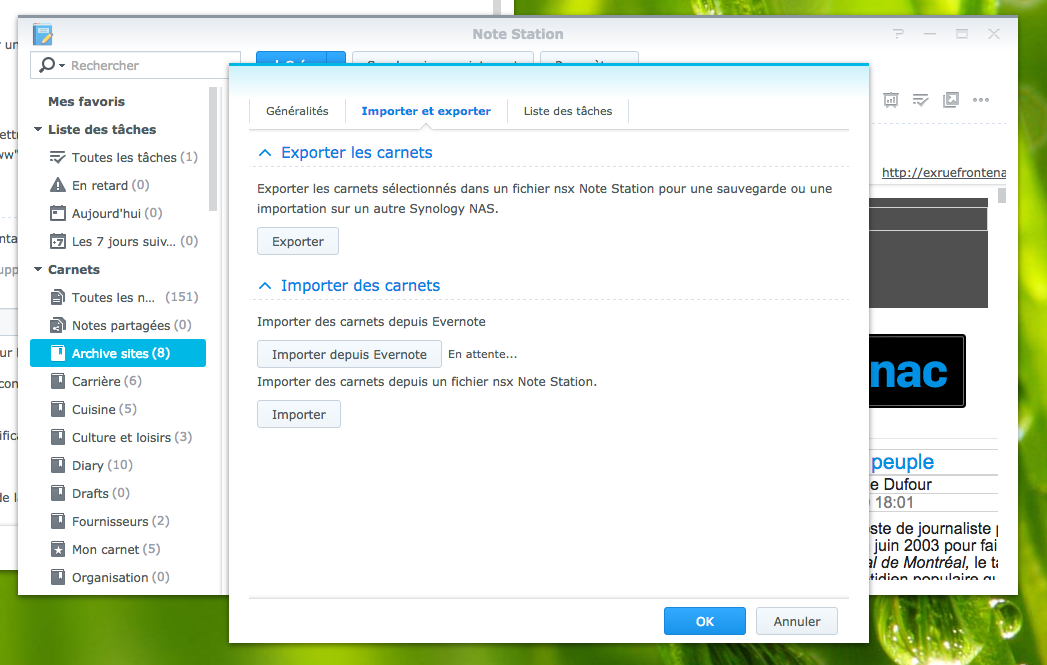 Note Station
Rechercher
Mes favoris
Liste des tâches
Toutes les tâches (1)
En retard (0)
Aujourd'hui (0)
Les 7 jours suiv... (0)
Carnets
Toutes les n... (151)
Notes partagées (0)
Archive sites (8)
Carrière (6)
Cuisine (5)
Culture et loisirs (3)
Diary (10)
Drafts (0)
Fournisseurs (2)
Mon carnet (5)
Organisation (0)
Généralités
Importer et exporter
Liste des tâches
Exporter les carnets
Exporter les carnets sélectionnés dans un fichier nsx Note Station pour une sauvegarde ou une
importation sur un autre Synology NAS.
Exporter
Importer des carnets
Importer des carnets depuis Evernote
Importer depuis Evernote En attente...
Importer des carnets depuis un fichier nsx Note Station.
Importer
OK
Annuler
http://exruefrontena
nac
peuple
e Dufour
18:01
ste de journaliste
juin 2003 pour fai
al de Montréal, le ta
tidien populaire qu